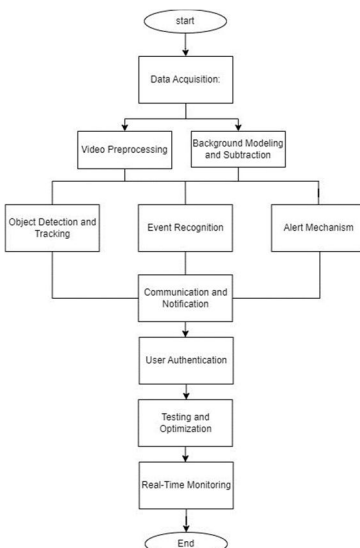 start
Data Acquisition:
Video Preprocessing
Background Modeling
and Subtraction
Object Detection and
Tracking
Event Recognition
Alert Mechanism
Communication and
Notification
User Authentication
Testing and
Optimization
Real-Time Monitoring
End